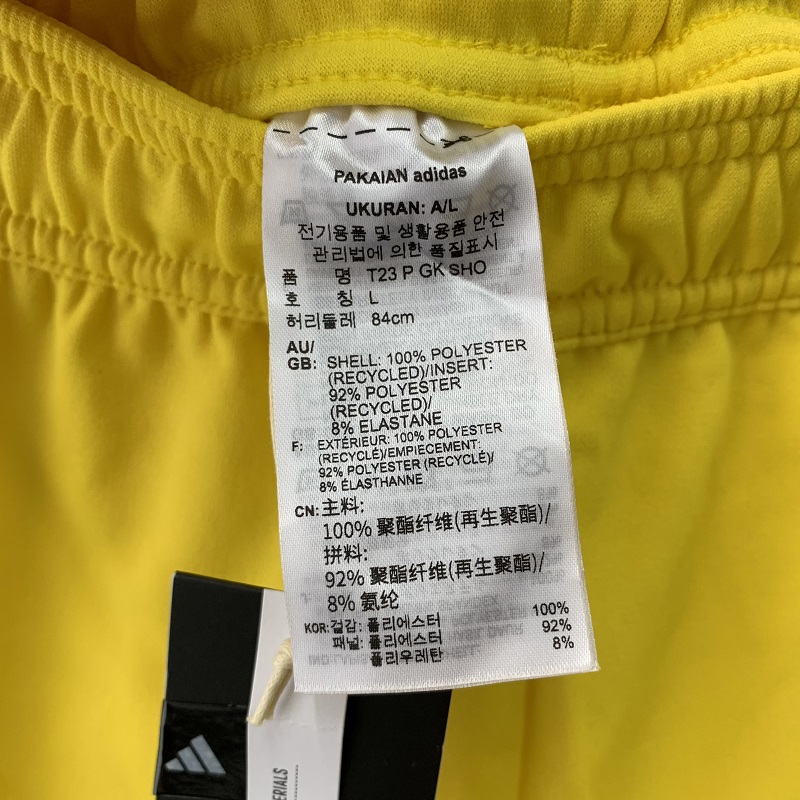 PAKAIAN adidas
UKURAN: A/L
전기용품 및 생활용품 안전
관리법에 의한 품질표시
품 명 T23 P GK SHO
호 칭 L
허리둘레 84cm
AU/
GB: SHELL: 100% POLYESTER
(RECYCLED)/INSERT:
92% POLYESTER
(RECYCLED)/
8% ELASTANE
F: EXTÉRIEUR: 100% POLYESTER
(RECYCLÉ)/EMPIECEMENT:
92% POLYESTER (RECYCLÉ)/
8% ÉLASTHANNE
CN: 主料:
100% 聚酯纤维(再生聚酯)/
拼料:
92% 聚酯纤维(再生聚酯)/
8% 氨纶
KOR: 겉감: 폴리에스터 100%
패널: 폴리에스터 92%
폴리우레탄 8%